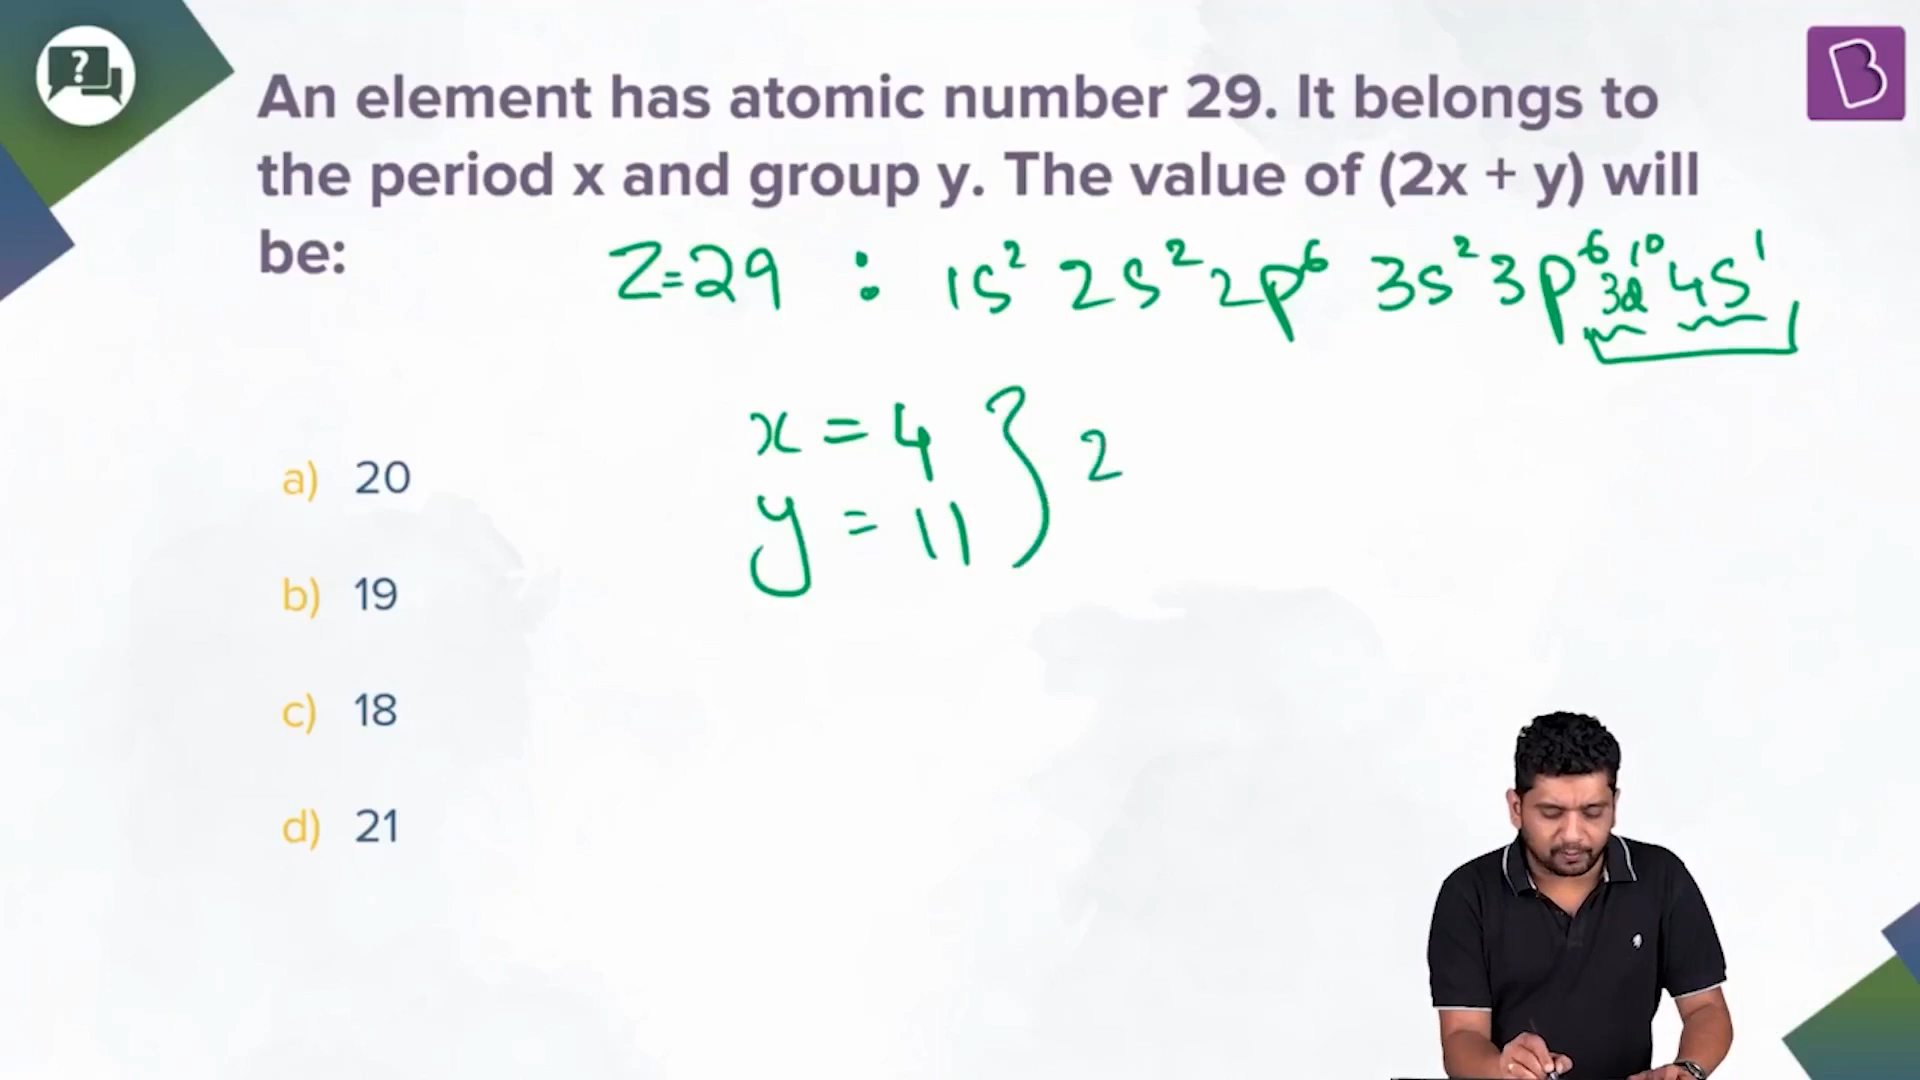 An element has atomic number 29. It belongs to
the period x and group y. The value of (2x + y) will
be:
Z=29 : 1s² 2s² 2p⁶ 3s² 3p⁶ 3d¹⁰ 4s¹
x = 4
y = 11 } 2
a) 20
b) 19
c) 18
d) 21